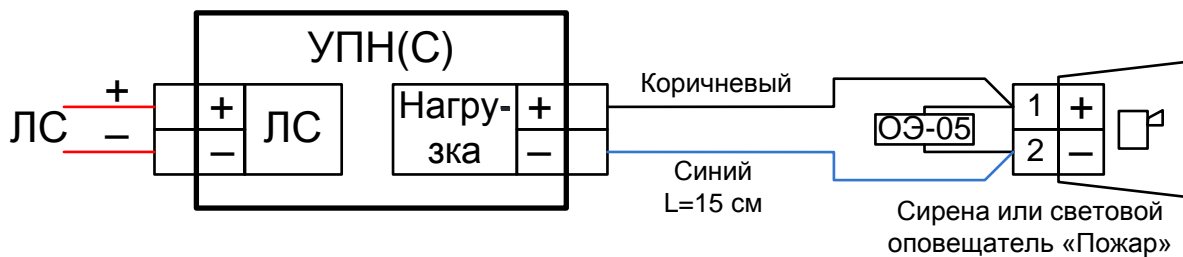 УПН(С)
ЛС
+
–
+
–
ЛС
Нагру-
зка
+
–
Коричневый
Синий
L=15 см
ОЭ-05
1
+
2
–
Сирена или световой
оповещатель «Пожар»